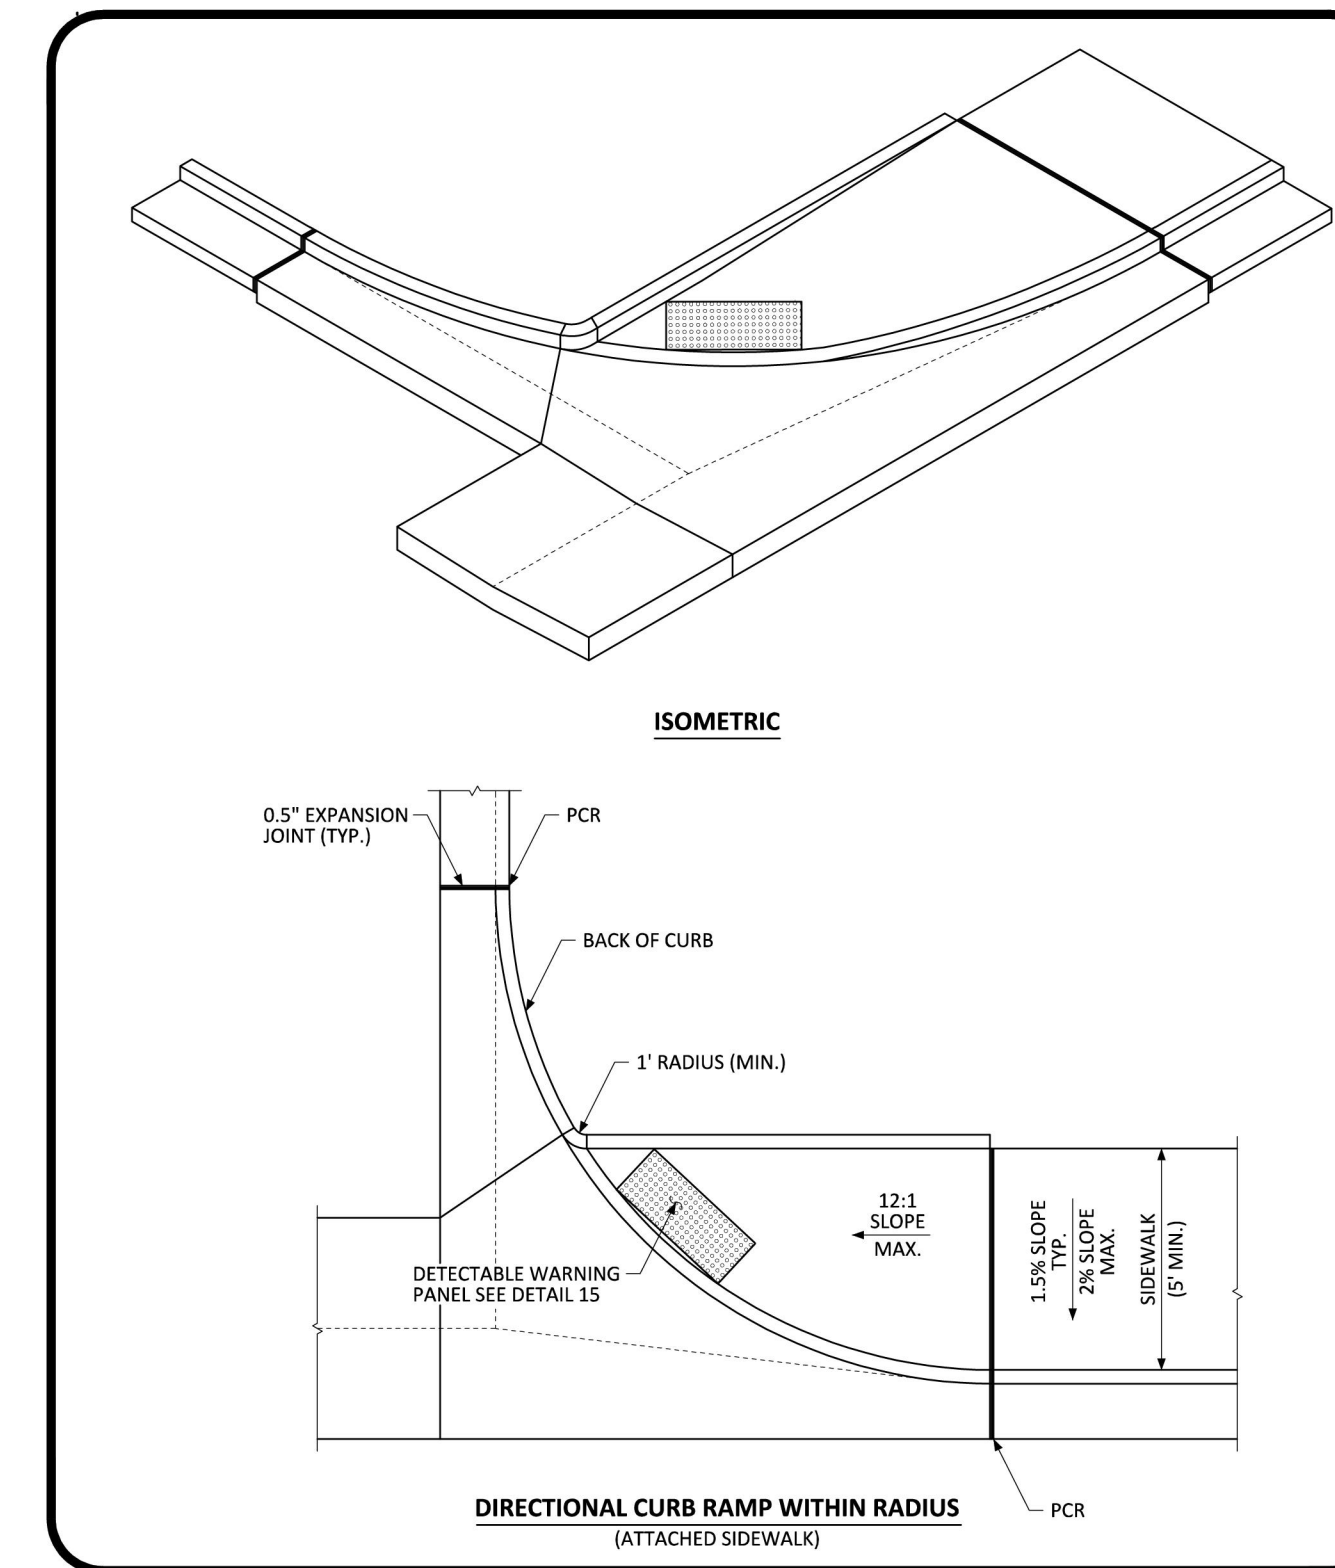 ISOMETRIC
0.5" EXPANSION
JOINT (TYP.)
PCR
BACK OF CURB
1' RADIUS (MIN.)
12:1
SLOPE
MAX.
1.5% SLOPE
TYP.
2% SLOPE
MAX.
SIDEWALK
(5' MIN.)
DETECTABLE WARNING
PANEL SEE DETAIL 15
DIRECTIONAL CURB RAMP WITHIN RADIUS
(ATTACHED SIDEWALK)
PCR